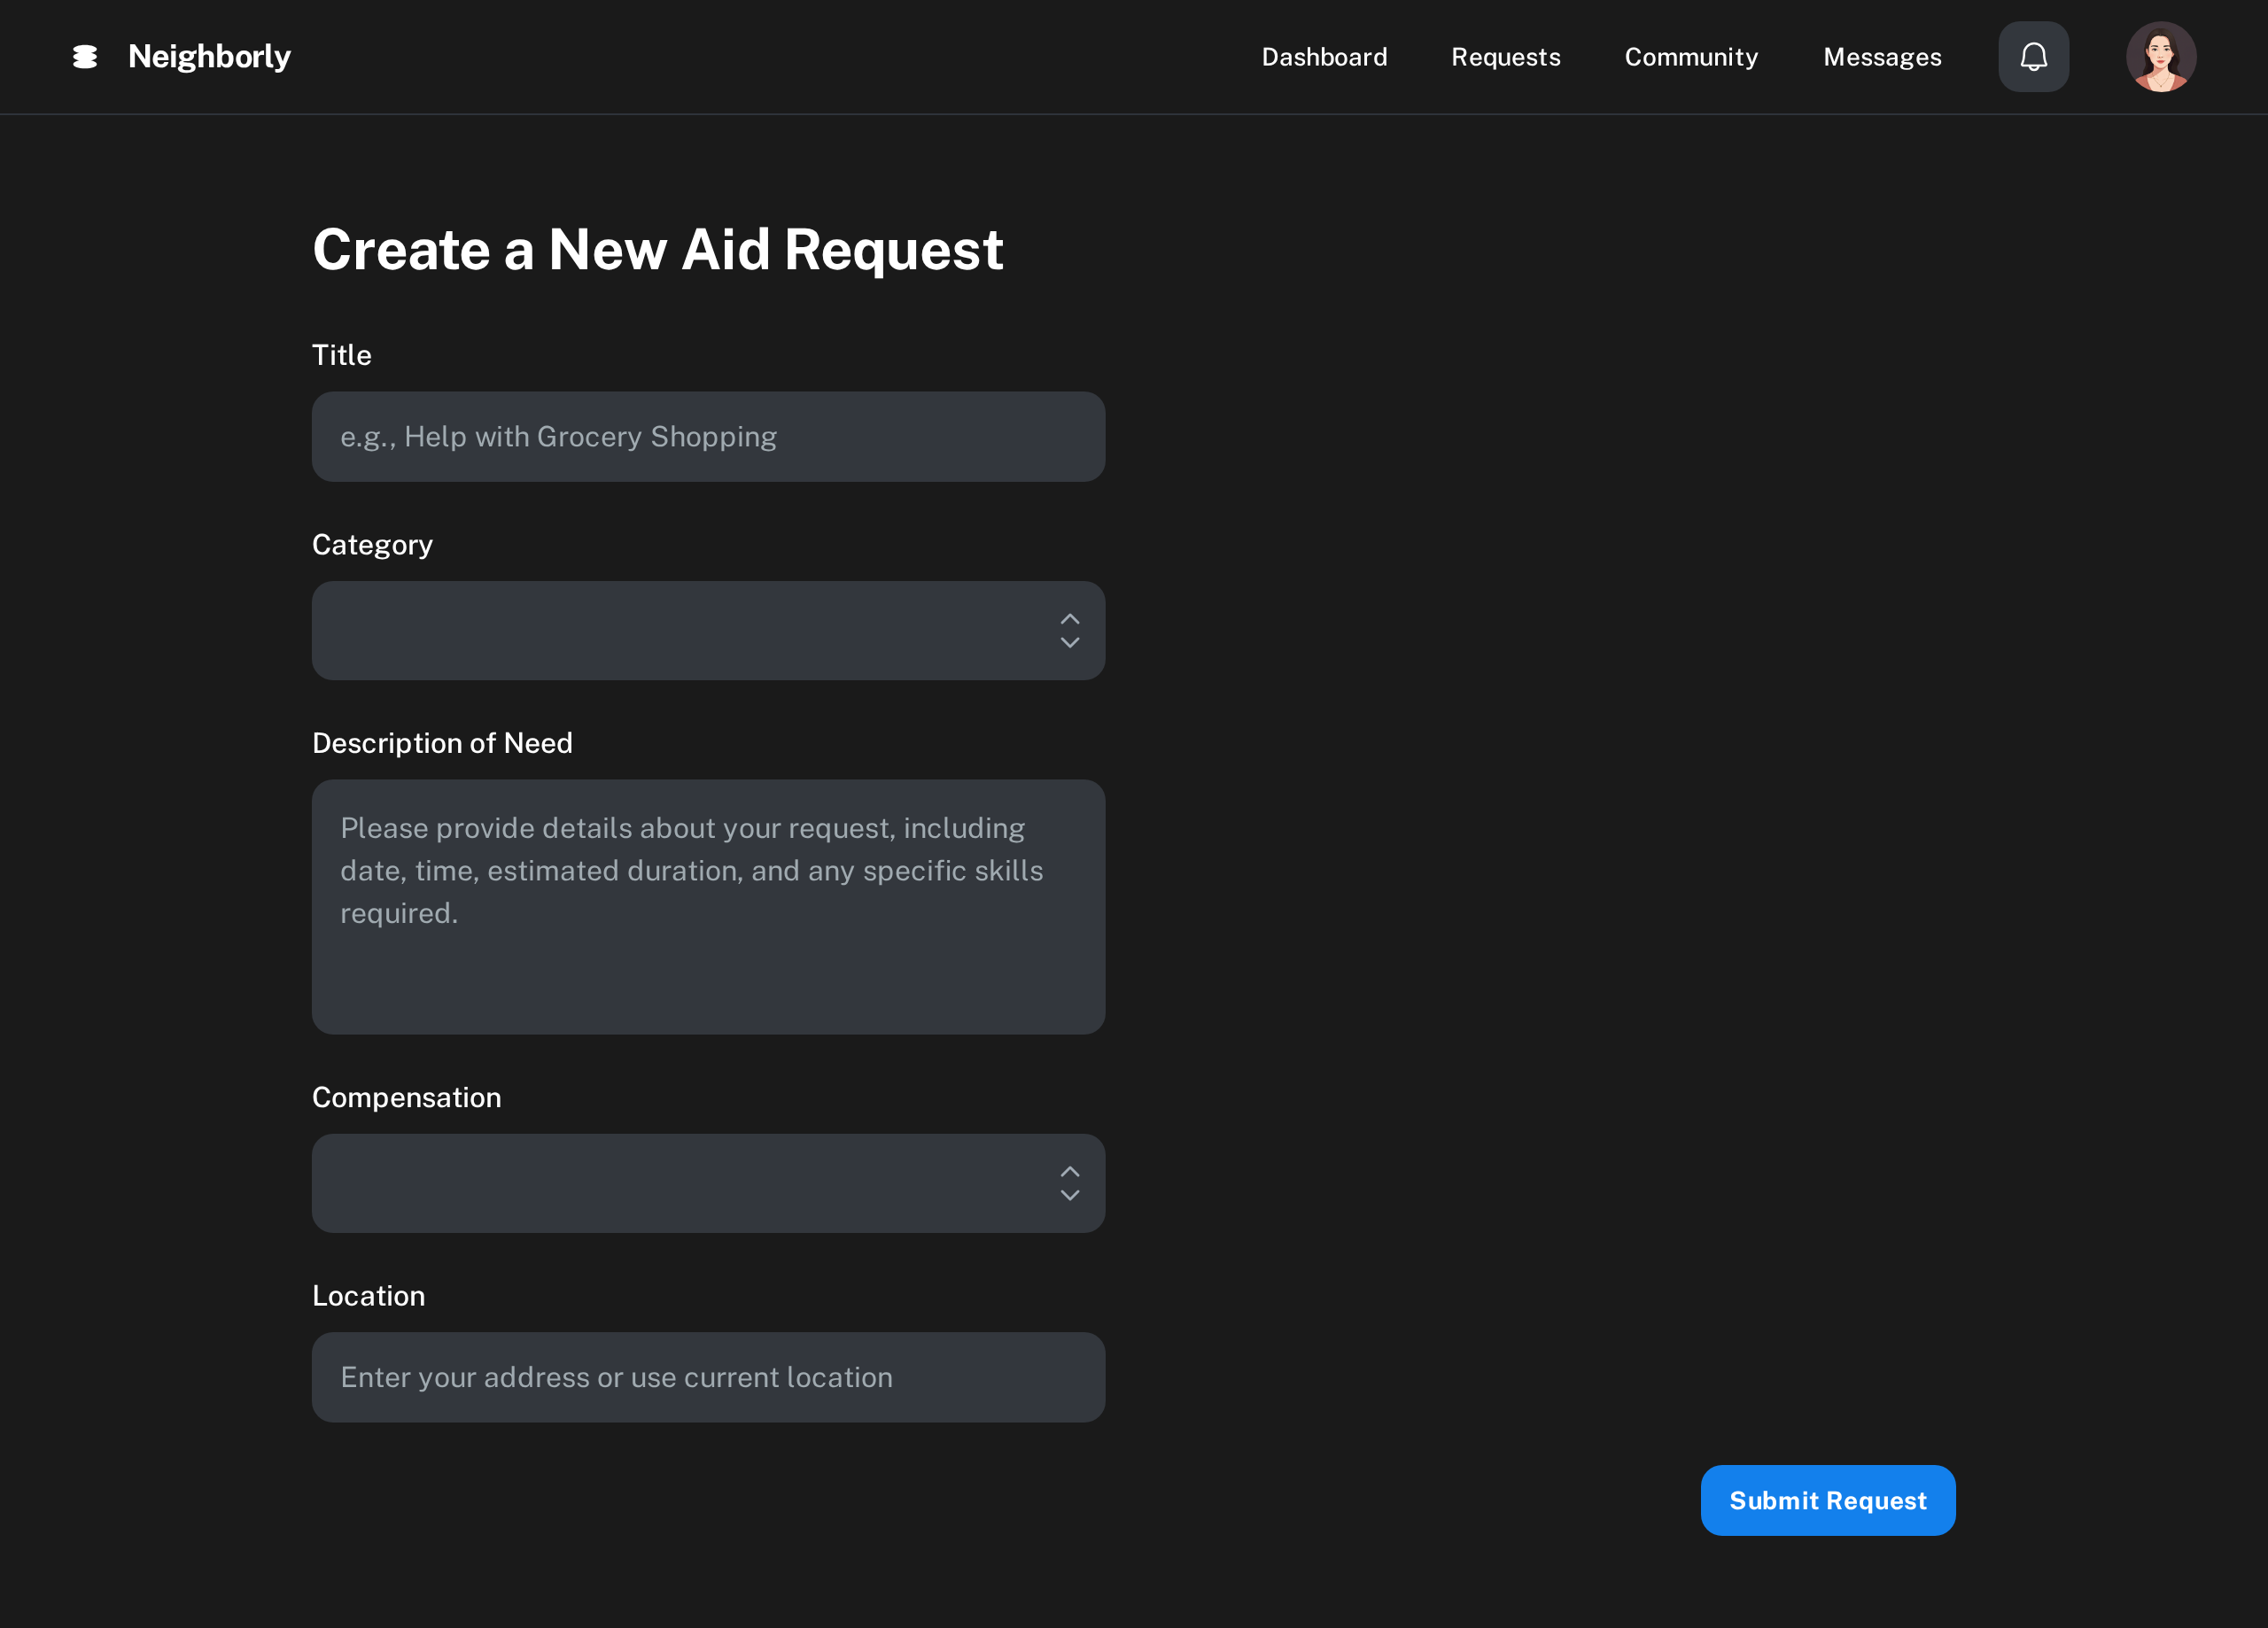 Neighborly
Dashboard
Requests
Community
Messages
Create a New Aid Request
Title
e.g., Help with Grocery Shopping
Category
Description of Need
Please provide details about your request, including
date, time, estimated duration, and any specific skills
required.
Compensation
Location
Enter your address or use current location
Submit Request